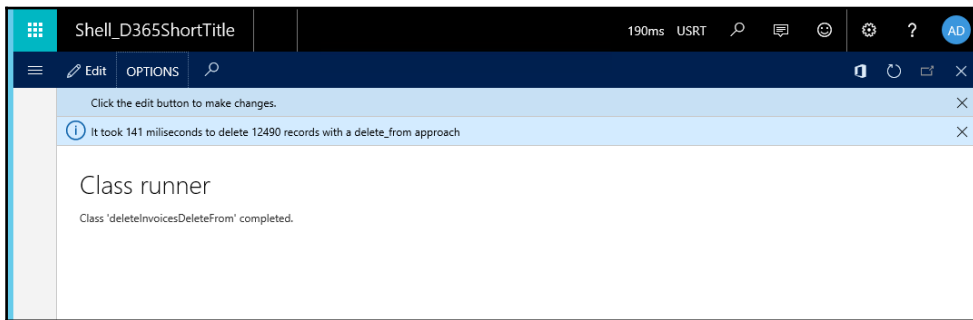 Shell_D365ShortTitle 190ms USRT ? AD
Edit OPTIONS
Click the edit button to make changes.
It took 141 miliseconds to delete 12490 records with a delete_from approach
Class runner
Class 'deleteInvoicesDeleteFrom' completed.